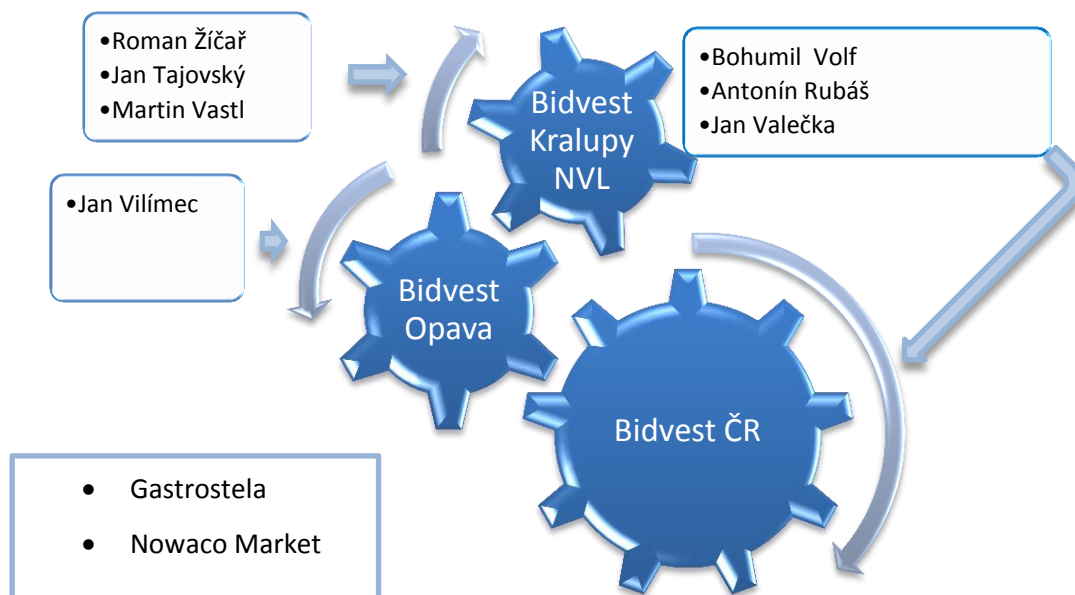 •Roman Žíčař
•Jan Tajovský
•Martin Vastl
•Bohumil  Volf
•Antonín Rubáš
•Jan Valečka
Bidvest
Kralupy
NVL
•Jan Vilímec
Bidvest
Opava
Bidvest ČR
• Gastrostela
• Nowaco Market